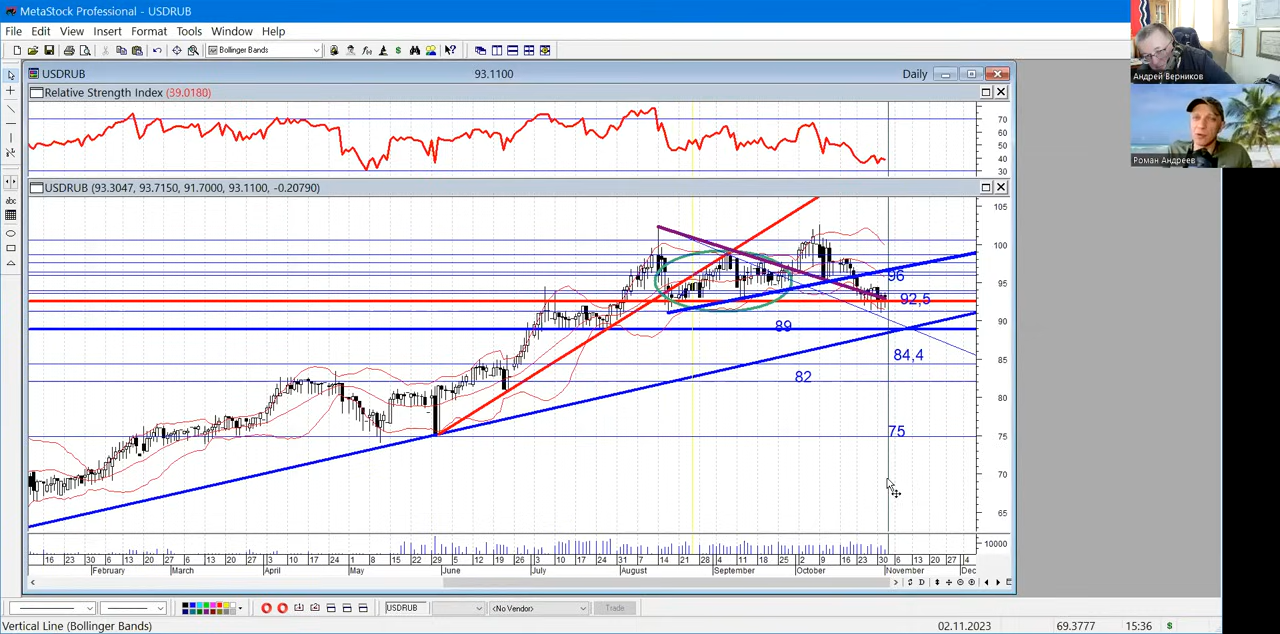 MetaStock Professional - USDRUB
File Edit View Insert Format Tools Window Help
Bollinger Bands
USDRUB 93.1100 Daily
Relative Strength Index (39.0180)
70
60
50
40
30
USDRUB (93.3047, 93.7150, 91.7000, 93.1100, -0.20790)
105
100
95
90
85
80
75
70
65
96
92,5
89
84,4
82
75
10000
16 23 30 6 13 20 27 6 13 20 27 3 10 17 24 1 8 15 22 29 5 12 19 26 3 10 17 24 31 7 14 21 28 4 11 18 25 2 9 16 23 30 6 13 20 27 4
February March April May June July August September October November Dec
USDRUB <No Vendor> Trade
Vertical Line (Bollinger Bands) 02.11.2023 69.3777 15:36 $
Андрей Верников
Роман Андреев